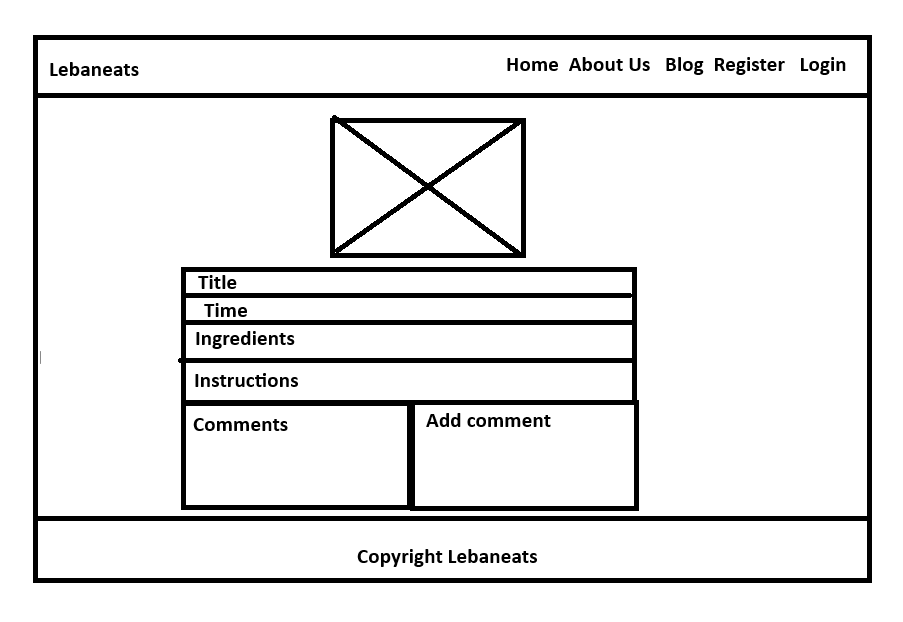 Lebaneats
Home About Us Blog Register Login
Title
Time
Ingredients
Instructions
Comments
Add comment
Copyright Lebaneats